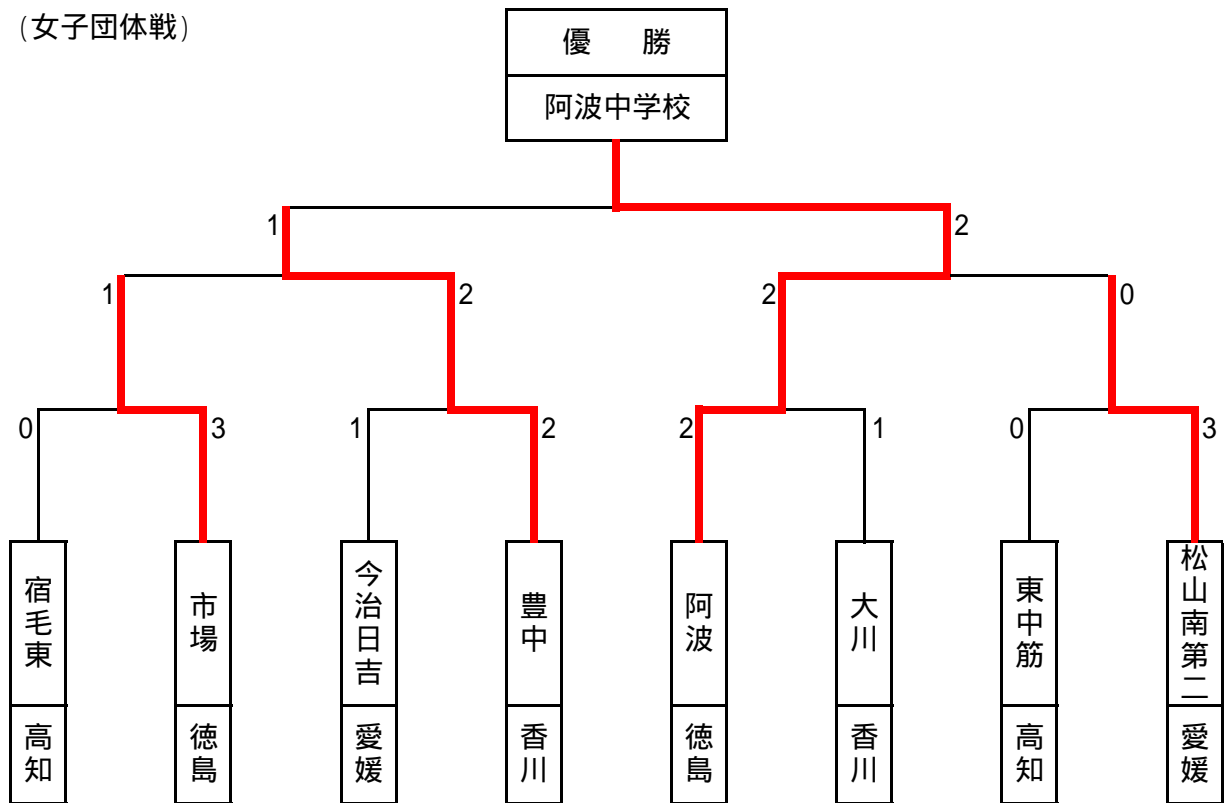 (女子団体戦)
優　勝
阿波中学校
1
2
1
2
2
0
0
3
1
2
2
1
0
3
宿毛東
市場
今治日吉
豊中
阿波
大川
東中筋
松山南第二
高知
徳島
愛媛
香川
徳島
香川
高知
愛媛